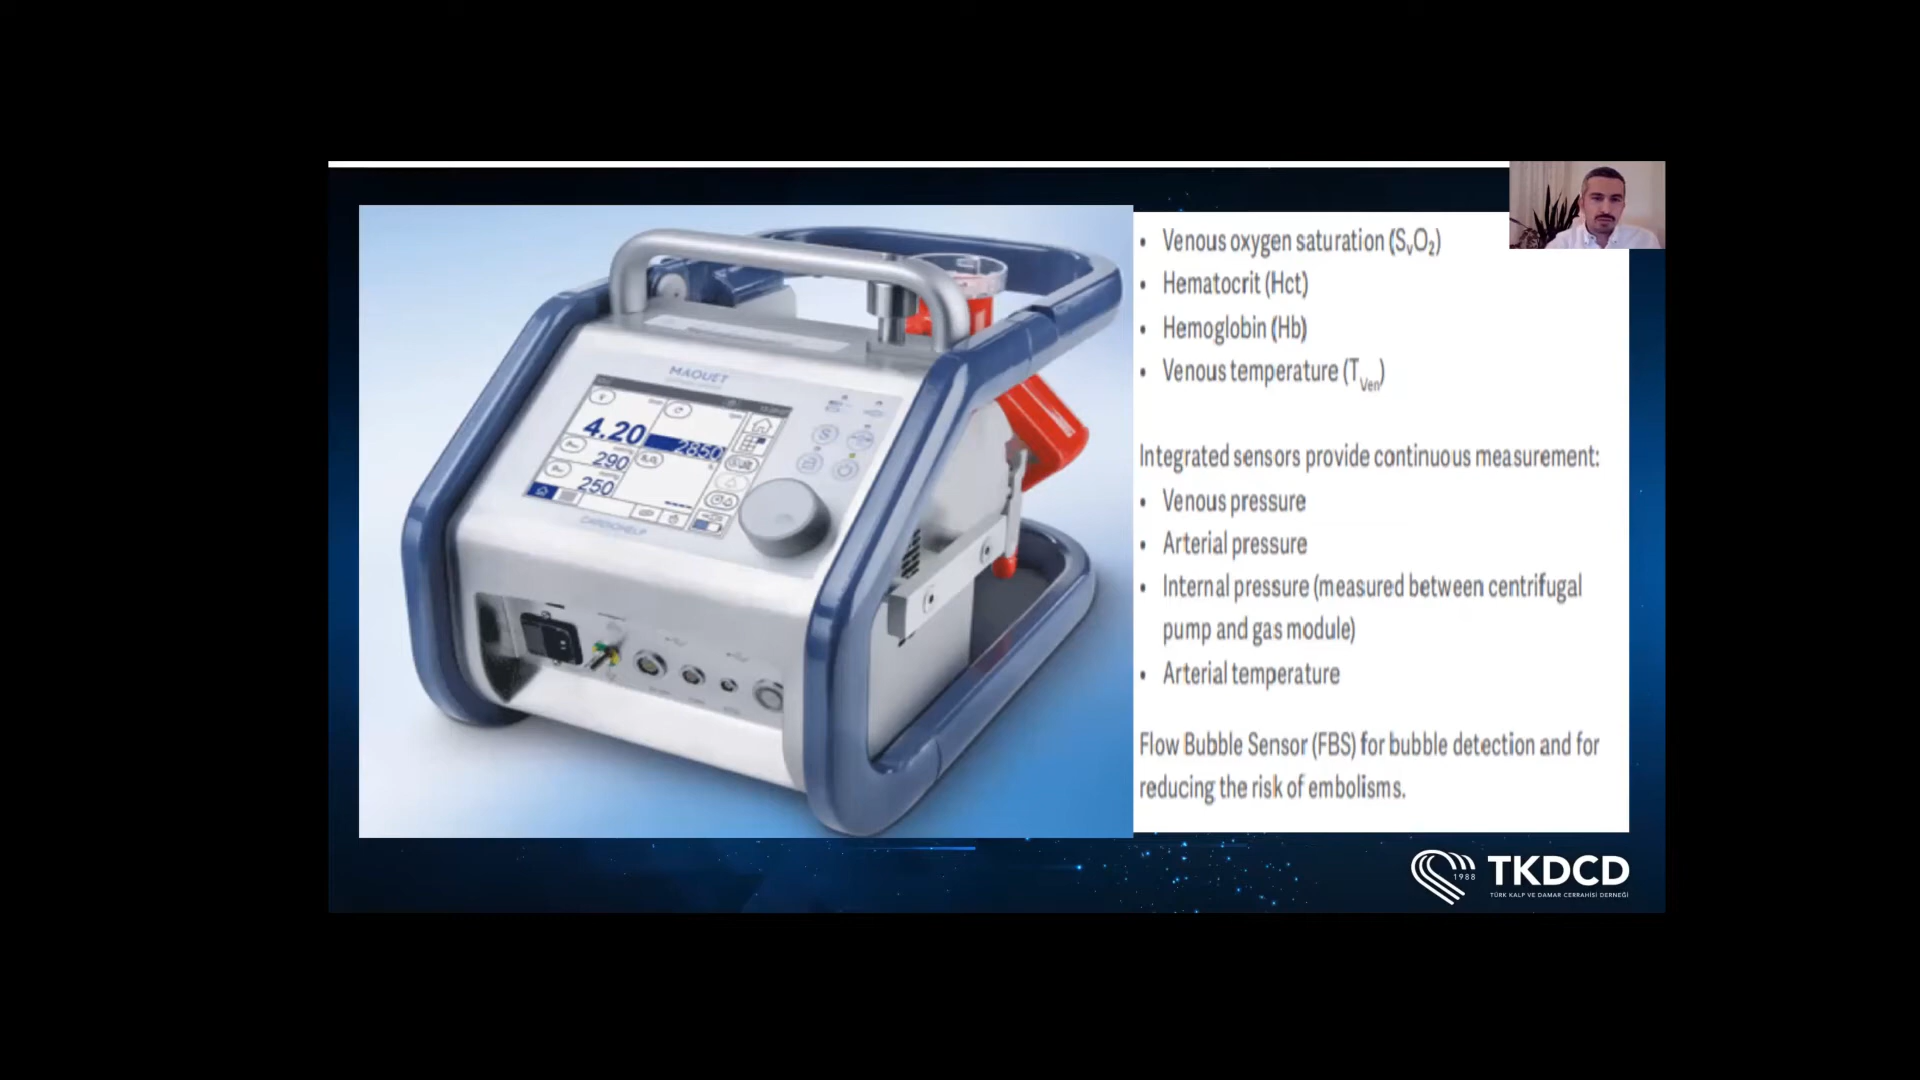 MAQUET
4.20
2850
290
250
CARDIOHELP
• Venous oxygen saturation (SvO₂)
• Hematocrit (Hct)
• Hemoglobin (Hb)
• Venous temperature (TVen)
Integrated sensors provide continuous measurement:
• Venous pressure
• Arterial pressure
• Internal pressure (measured between centrifugal
pump and gas module)
• Arterial temperature
Flow Bubble Sensor (FBS) for bubble detection and for
reducing the risk of embolisms.
1988
TKDCD
TÜRK KALP VE DAMAR CERRAHİSİ DERNEĞİ